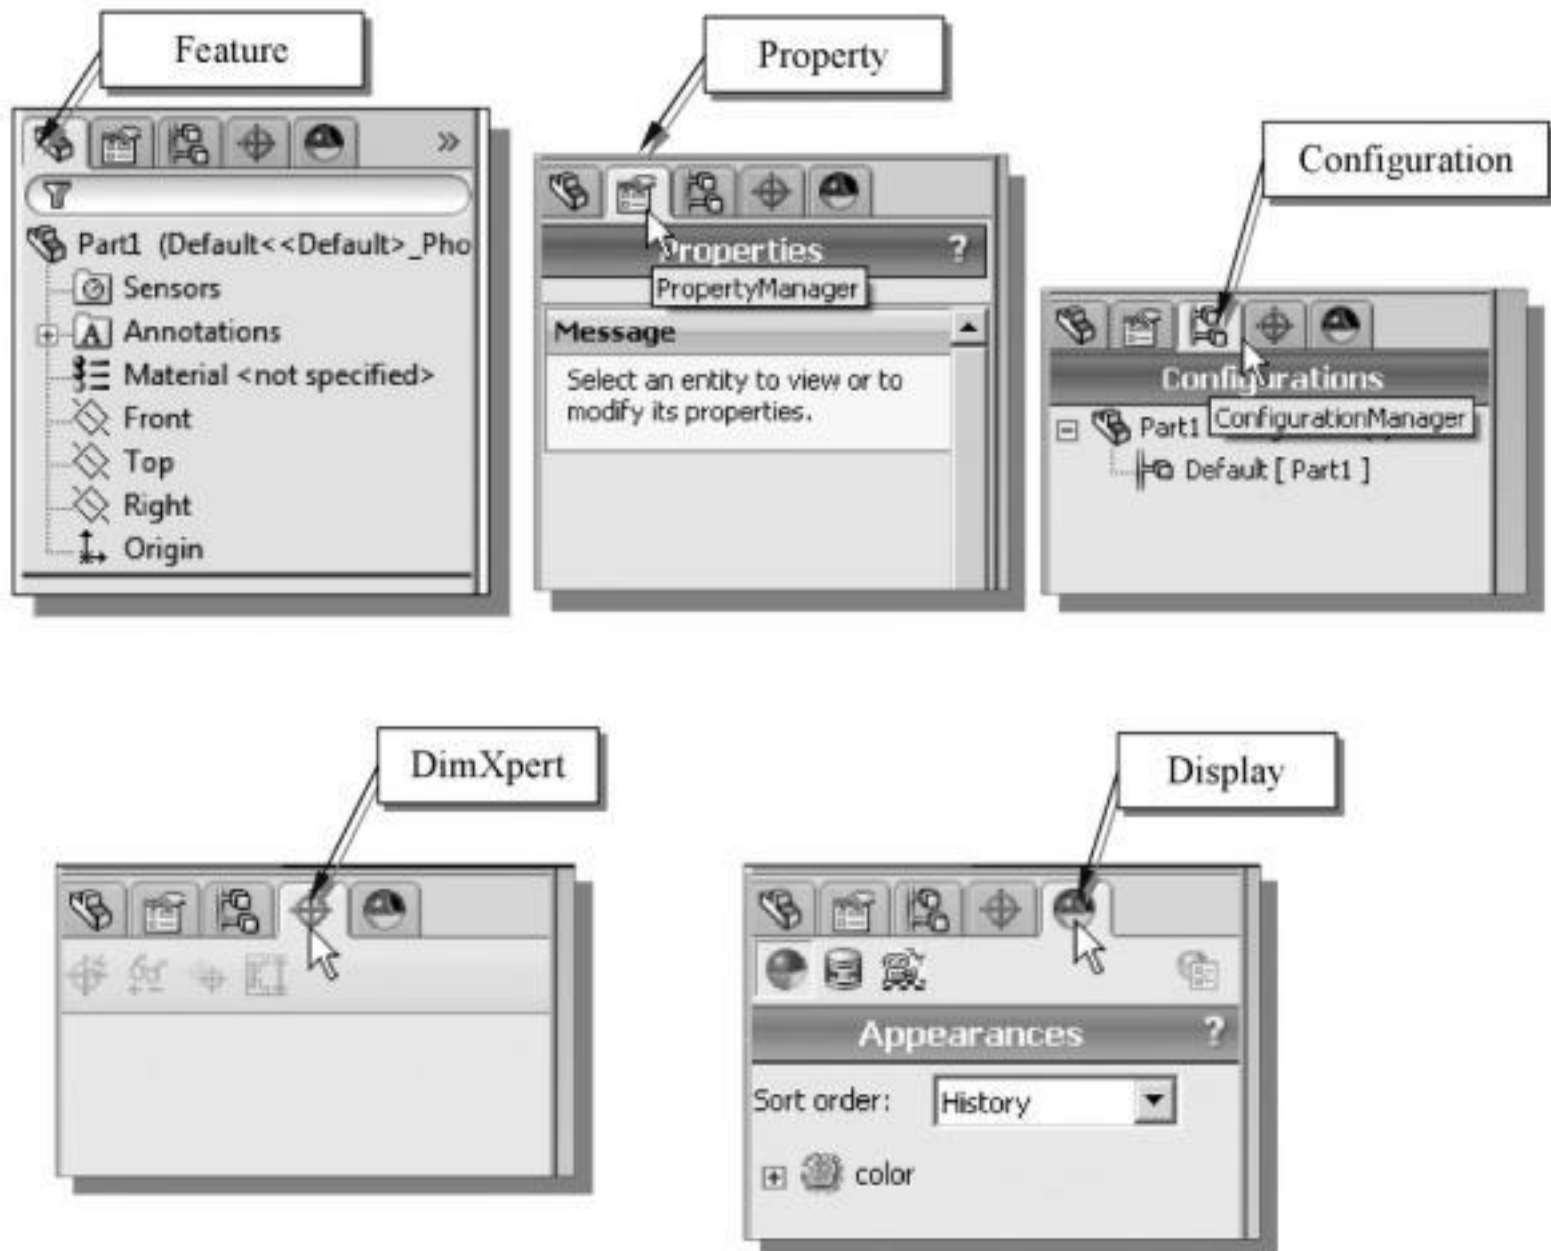 Feature
Part1 (Default<<Default>_Pho
Sensors
Annotations
Material <not specified>
Front
Top
Right
Origin
Property
Properties ?
PropertyManager
Message
Select an entity to view or to
modify its properties.
Configuration
Configurations
Part1
ConfigurationManager
Default [ Part1 ]
DimXpert
Display
Appearances ?
Sort order: History
color